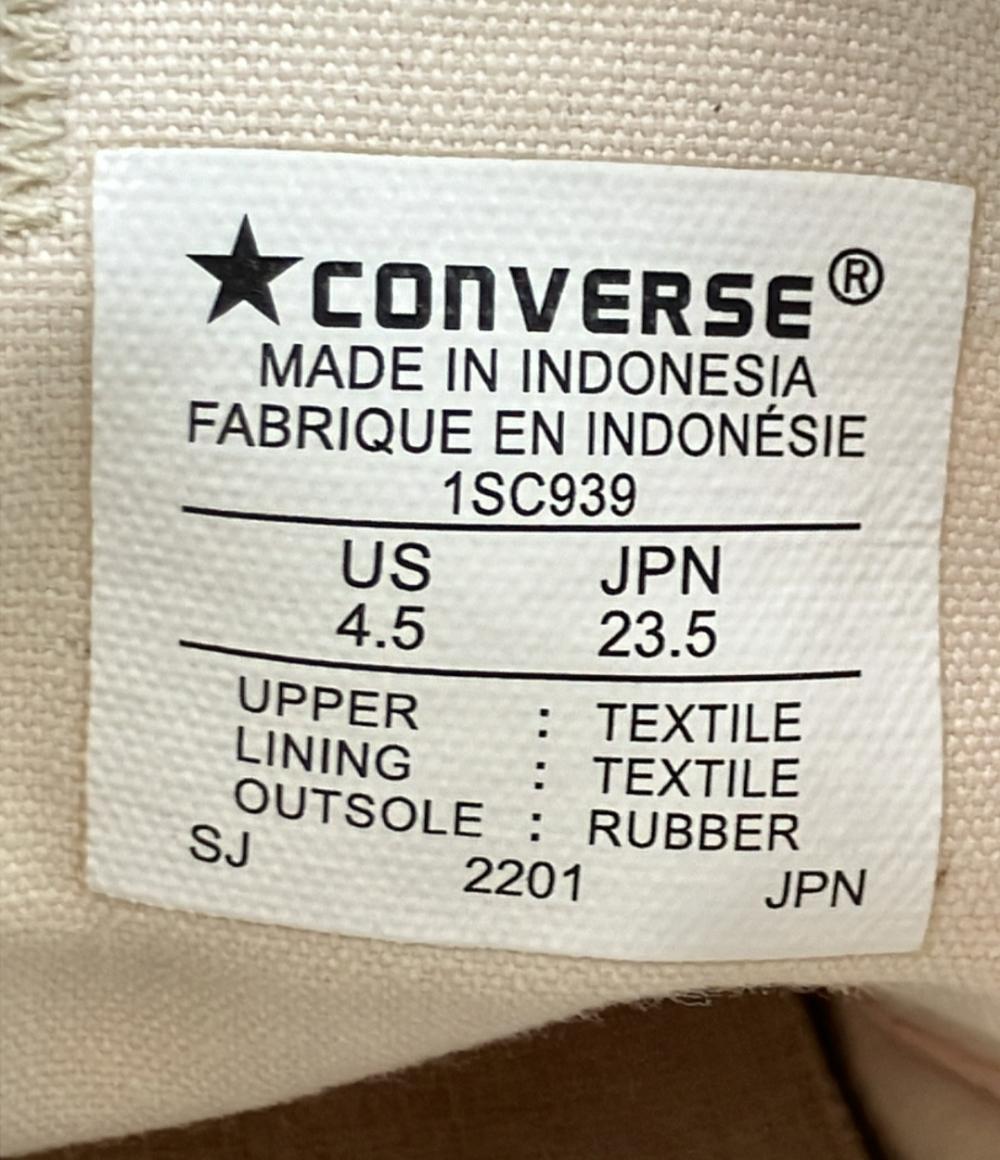 ★CONVERSE®
MADE IN INDONESIA
FABRIQUE EN INDONÉSIE
1SC939
US JPN
4.5 23.5
UPPER : TEXTILE
LINING : TEXTILE
OUTSOLE : RUBBER
SJ 2201 JPN